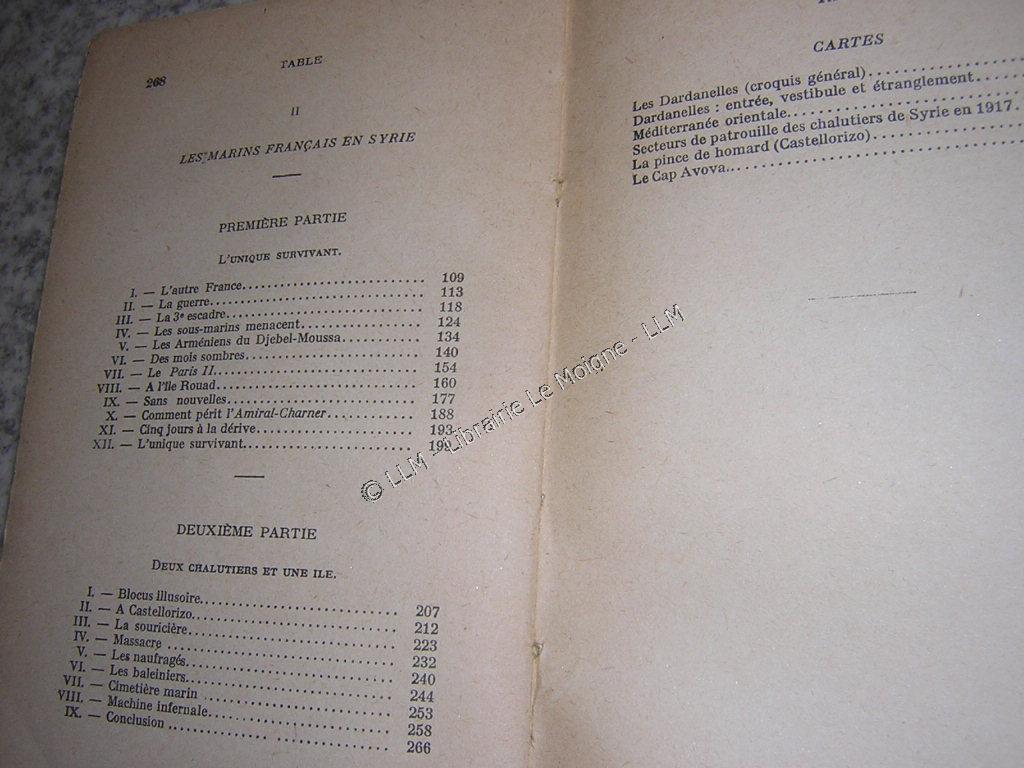 268
TABLE
II
LES MARINS FRANÇAIS EN SYRIE
PREMIÈRE PARTIE
L'UNIQUE SURVIVANT.
I. — L'autre France........................ 109
II. — La guerre........................ 113
III. — La 3e escadre........................ 118
IV. — Les sous-marins menacent................. 124
V. — Les Arméniens du Djebel-Moussa........... 134
VI. — Des mois sombres........................ 140
VII. — Le Paris II........................ 154
VIII. — A l'île Rouad........................ 160
IX. — Sans nouvelles........................ 177
X. — Comment périt l'Amiral-Charner............ 188
XI. — Cinq jours à la dérive...................... 193
XII. — L'unique survivant........................ 199
DEUXIÈME PARTIE
DEUX CHALUTIERS ET UNE ILE.
I. — Blocus illusoire........................ 207
II. — A Castellorizo........................ 212
III. — La souricière........................ 223
IV. — Massacre ........................ 232
V. — Les naufragés........................ 240
VI. — Les baleiniers........................ 244
VII. — Cimetière marin ........................ 253
VIII. — Machine infernale........................ 258
IX. — Conclusion ........................ 266
CARTES
Les Dardanelles (croquis général)....................
Dardanelles : entrée, vestibule et étranglement......
Méditerranée orientale........................
Secteurs de patrouille des chalutiers de Syrie en 1917.
La pince de homard (Castellorizo)....................
Le Cap Avova........................
© LLM - Librairie Le Moigne - LLM